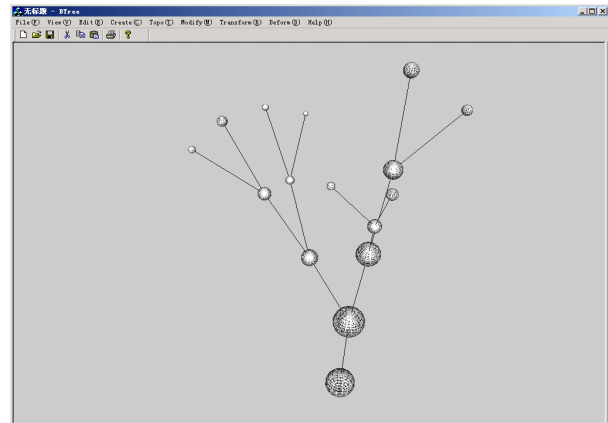 无标题 - BTree
File(F) View(V) Edit(E) Create(C) Topo(T) Modify(M) Transform(R) Deform(D) Help(H)